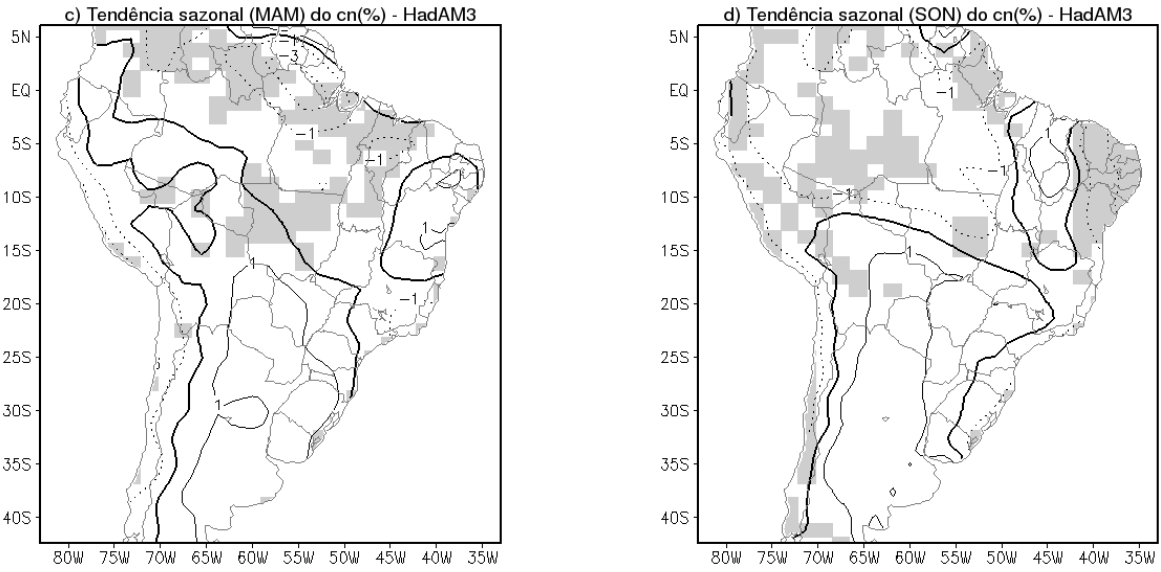 c) Tendência sazonal (MAM) do cn(%) - HadAM3
5N
EQ
5S
10S
15S
20S
25S
30S
35S
40S
80W 75W 70W 65W 60W 55W 50W 45W 40W 35W
-1
-3
-1
-1
1
1
-1
1
d) Tendência sazonal (SON) do cn(%) - HadAM3
5N
EQ
5S
10S
15S
20S
25S
30S
35S
40S
80W 75W 70W 65W 60W 55W 50W 45W 40W 35W
-1
1
-1
-1
1